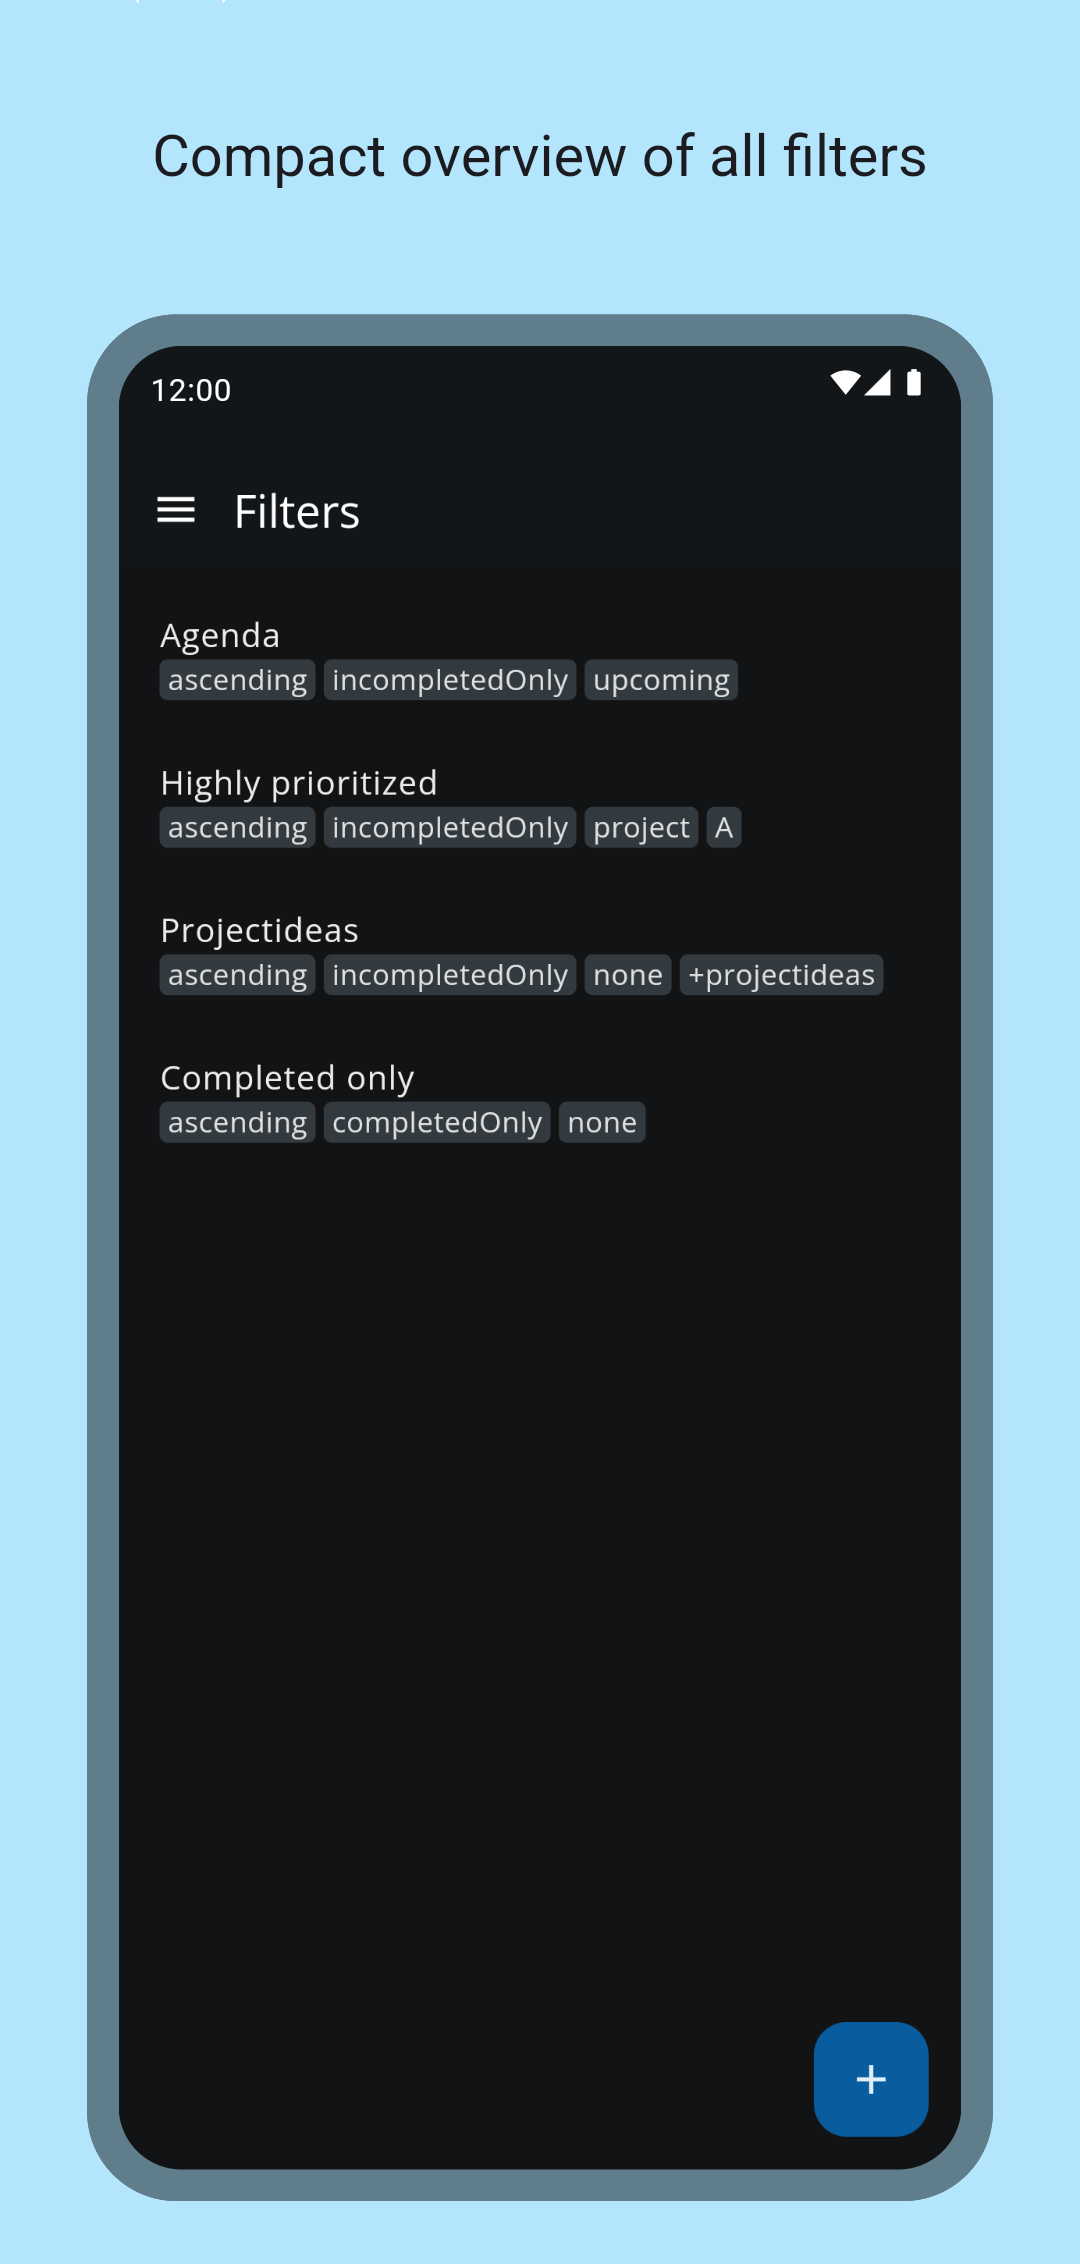 Compact overview of all filters
12:00
Filters
Agenda
ascending incompletedOnly upcoming
Highly prioritized
ascending incompletedOnly project A
Projectideas
ascending incompletedOnly none +projectideas
Completed only
ascending completedOnly none